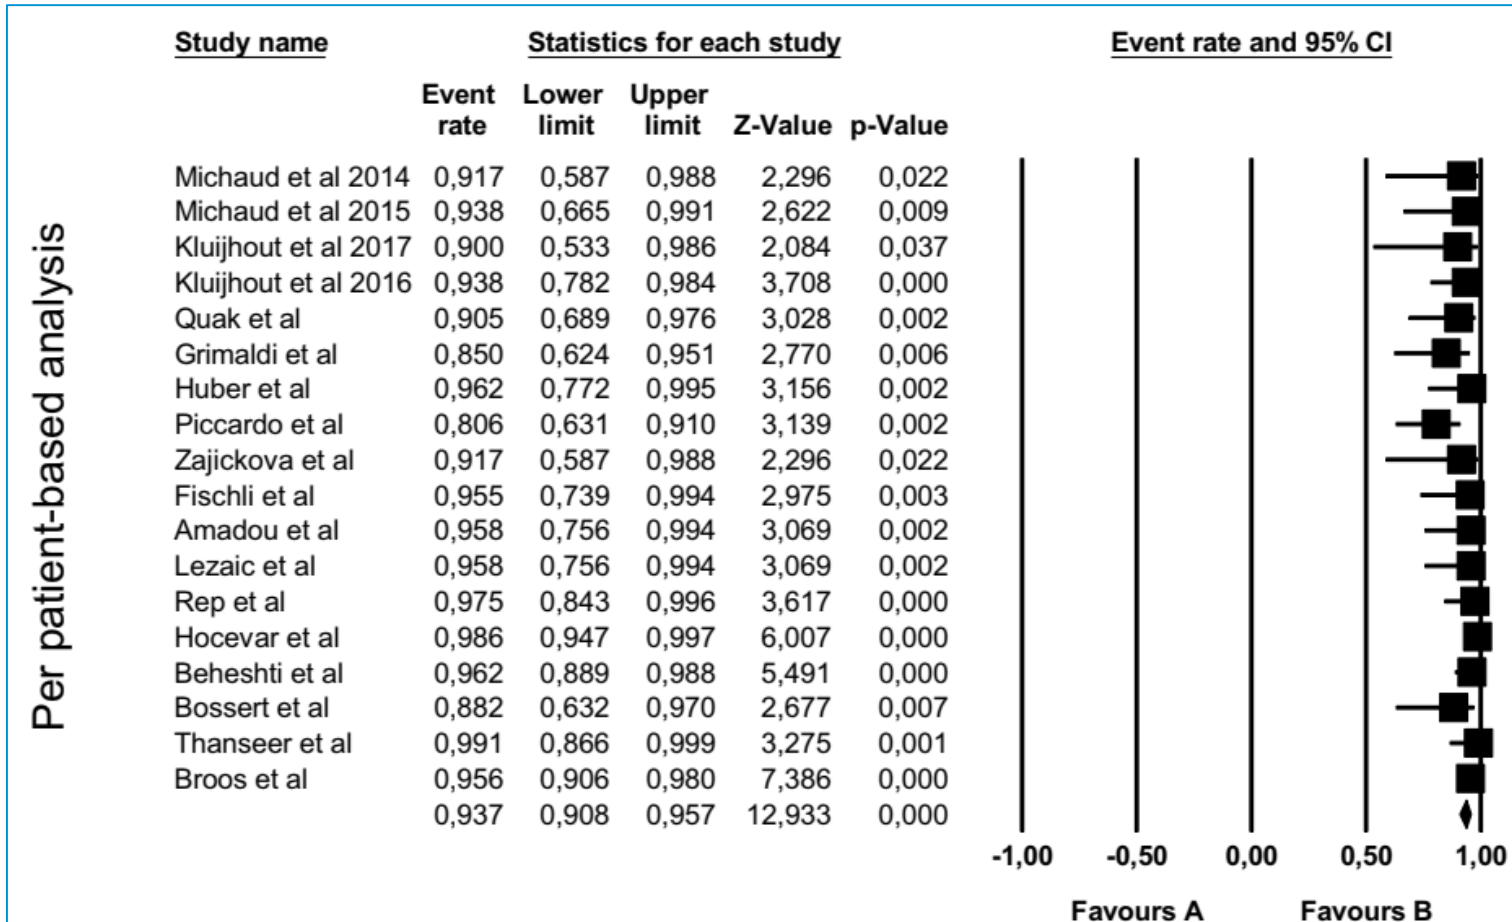 Study name Statistics for each study Event rate and 95% CI
Event Lower Upper
rate limit limit Z-Value p-Value
Per patient-based analysis
Michaud et al 2014 0,917 0,587 0,988 2,296 0,022
Michaud et al 2015 0,938 0,665 0,991 2,622 0,009
Kluijhout et al 2017 0,900 0,533 0,986 2,084 0,037
Kluijhout et al 2016 0,938 0,782 0,984 3,708 0,000
Quak et al 0,905 0,689 0,976 3,028 0,002
Grimaldi et al 0,850 0,624 0,951 2,770 0,006
Huber et al 0,962 0,772 0,995 3,156 0,002
Piccardo et al 0,806 0,631 0,910 3,139 0,002
Zajickova et al 0,917 0,587 0,988 2,296 0,022
Fischli et al 0,955 0,739 0,994 2,975 0,003
Amadou et al 0,958 0,756 0,994 3,069 0,002
Lezaic et al 0,958 0,756 0,994 3,069 0,002
Rep et al 0,975 0,843 0,996 3,617 0,000
Hocevar et al 0,986 0,947 0,997 6,007 0,000
Beheshti et al 0,962 0,889 0,988 5,491 0,000
Bossert et al 0,882 0,632 0,970 2,677 0,007
Thanseer et al 0,991 0,866 0,999 3,275 0,001
Broos et al 0,956 0,906 0,980 7,386 0,000
0,937 0,908 0,957 12,933 0,000
-1,00 -0,50 0,00 0,50 1,00
Favours A Favours B